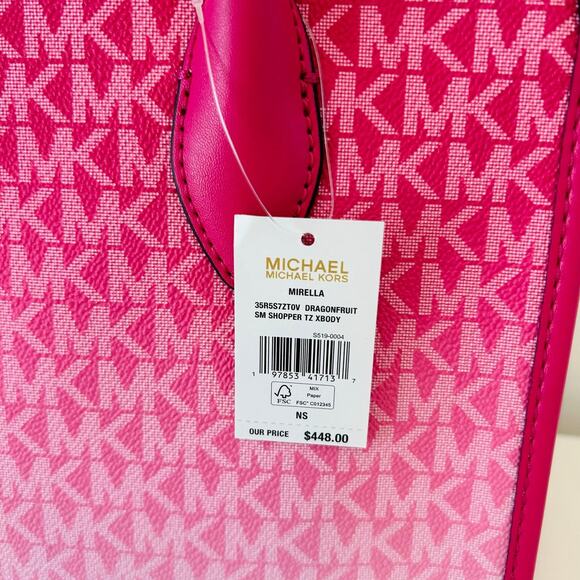 MICHAEL
MICHAEL KORS
MIRELLA
35R5S7ZT0V DRAGONFRUIT
SM SHOPPER TZ XBODY
S519-0004
1 97853 41713 7
FSC
MIX
Paper
FSC® C012345
NS
OUR PRICE $448.00